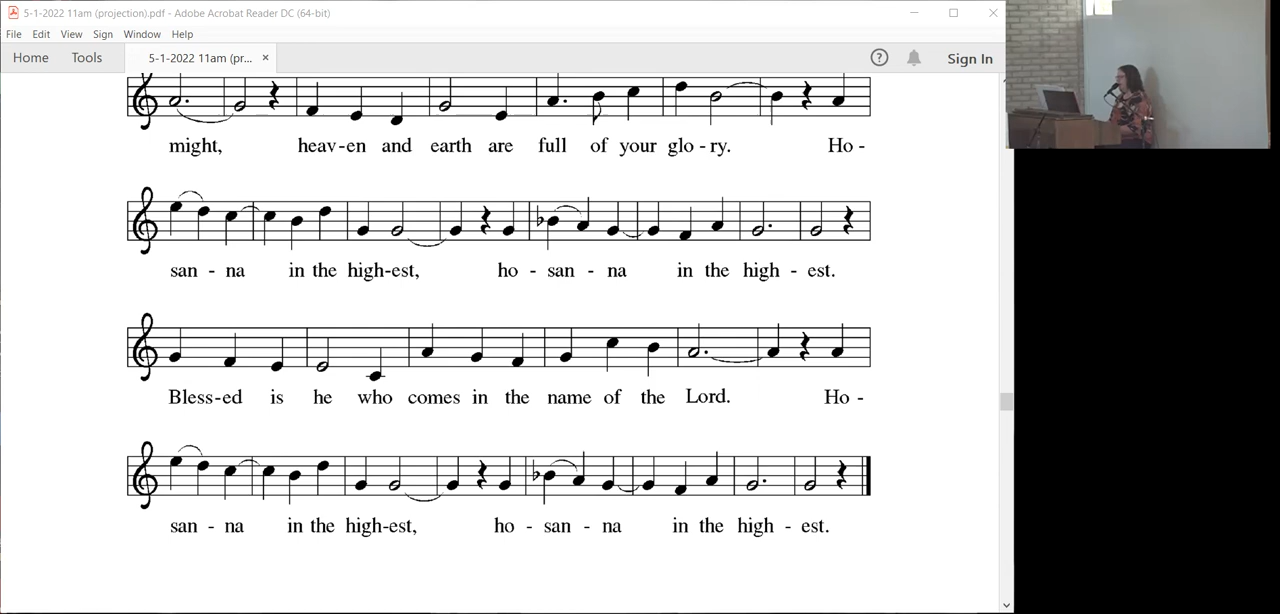 5-1-2022 11am (projection).pdf - Adobe Acrobat Reader DC (64-bit)
File Edit View Sign Window Help
Home Tools 5-1-2022 11am (pr... × ? Sign In
might, heav-en and earth are full of your glo - ry. Ho -
san - na in the high-est, ho - san - na in the high - est.
Bless-ed is he who comes in the name of the Lord. Ho -
san - na in the high-est, ho - san - na in the high - est.